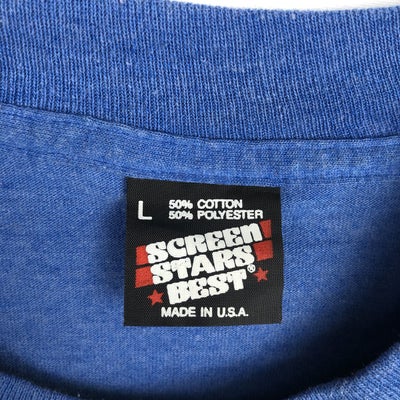 L 50% COTTON
50% POLYESTER
SCREEN
STARS
BEST®
MADE IN U.S.A.